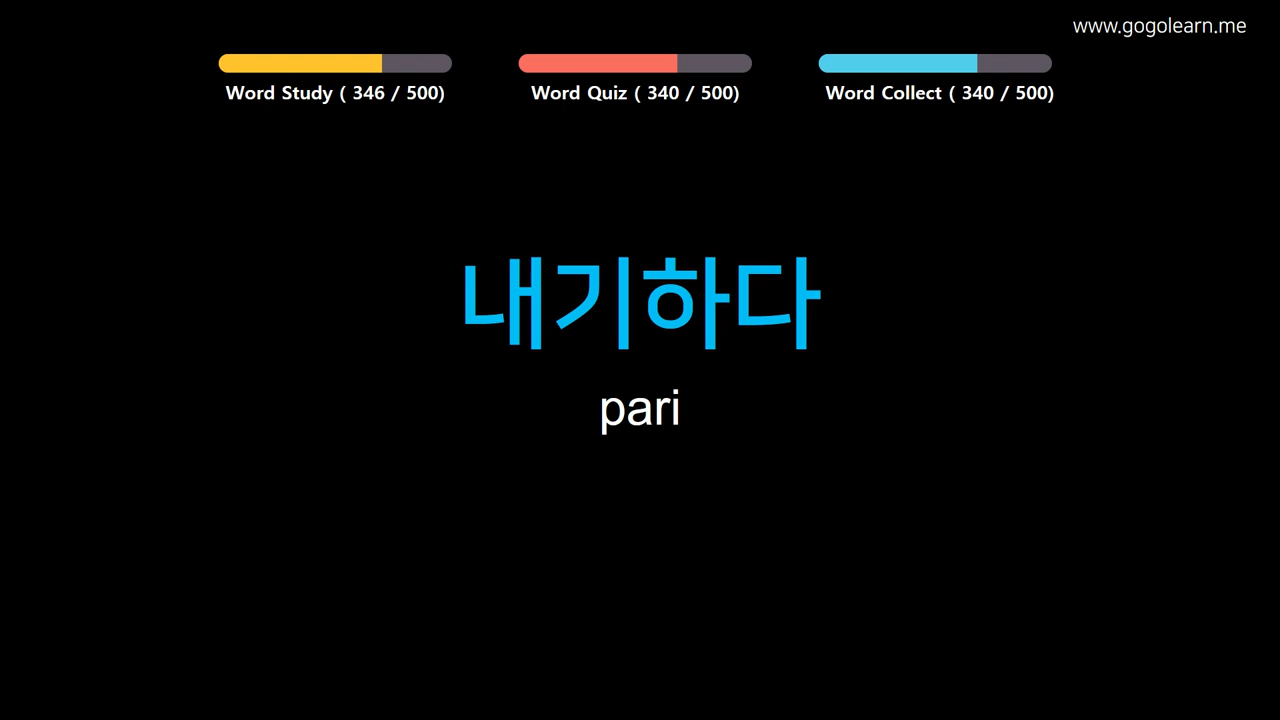 www.gogolearn.me
Word Study ( 346 / 500)
Word Quiz ( 340 / 500)
Word Collect ( 340 / 500)
내기하다
pari